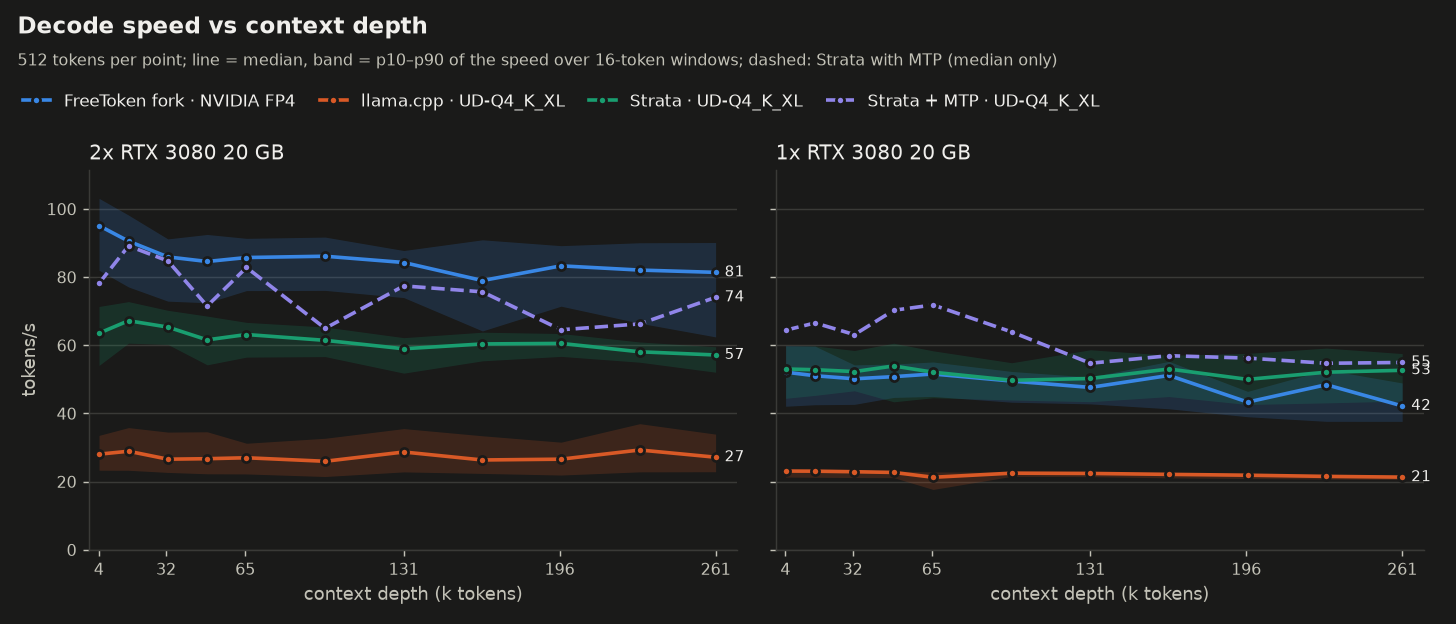 Decode speed vs context depth
512 tokens per point; line = median, band = p10–p90 of the speed over 16-token windows; dashed: Strata with MTP (median only)
FreeToken fork · NVIDIA FP4 llama.cpp · UD-Q4_K_XL Strata · UD-Q4_K_XL Strata + MTP · UD-Q4_K_XL
2x RTX 3080 20 GB
tokens/s
100
80
60
40
20
0
81
74
57
27
4 32 65 131 196 261
context depth (k tokens)
1x RTX 3080 20 GB
55
53
42
21
4 32 65 131 196 261
context depth (k tokens)